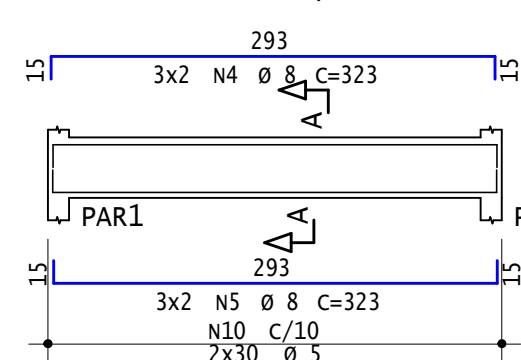 293
15 15
3x2 N4 Ø 8 C=323
A
PAR1
A
293
15 15
3x2 N5 Ø 8 C=323
N10 C/10
2x30 Ø 5